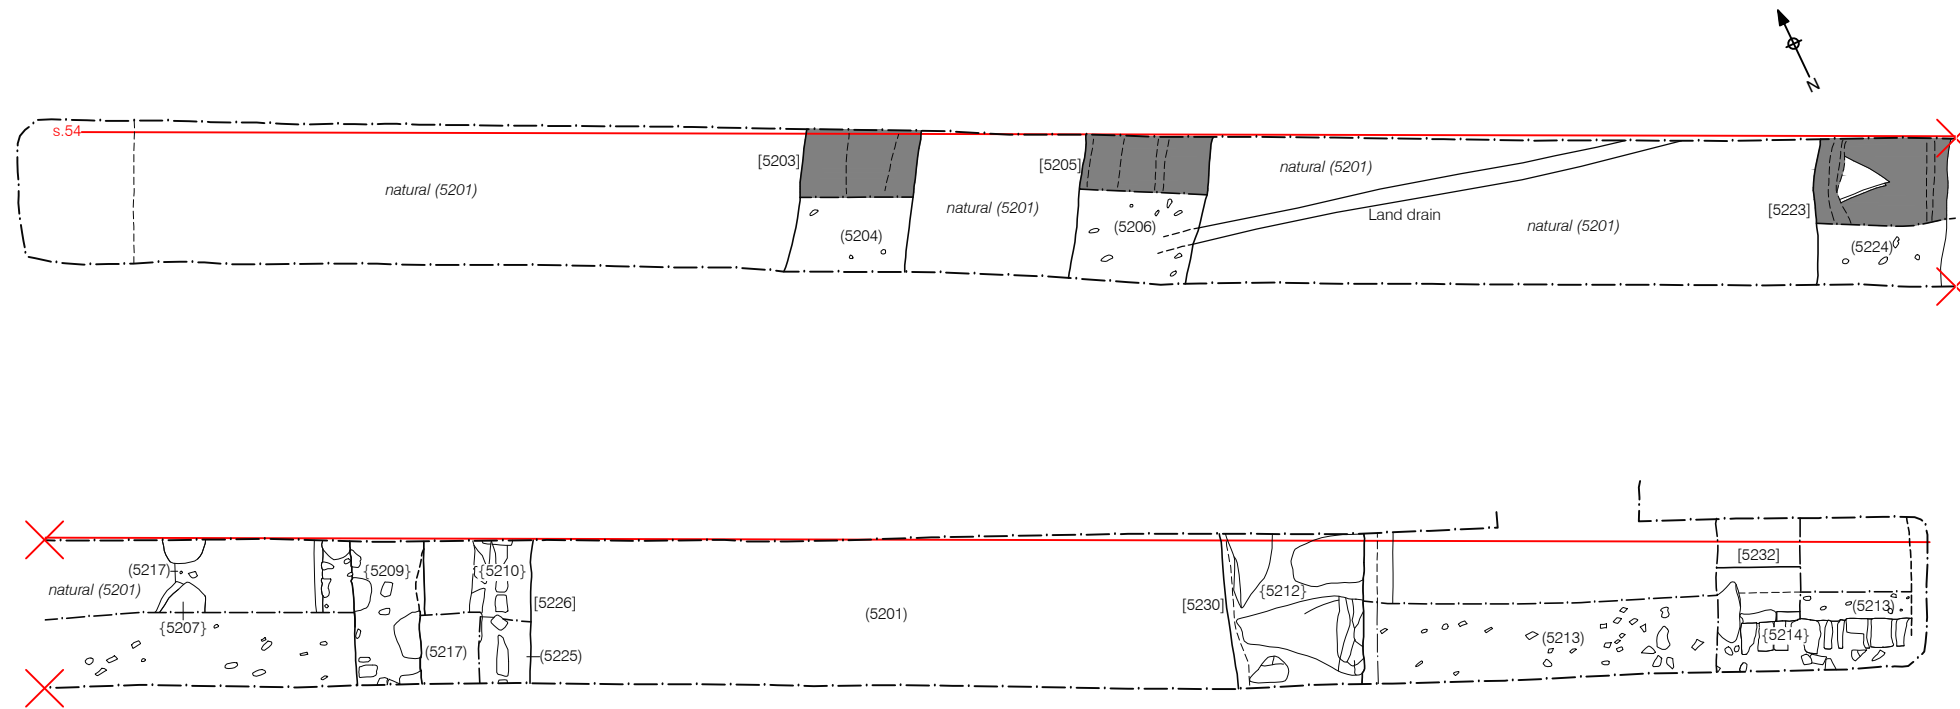 N
s.54
[5203]
[5205]
natural (5201)
natural (5201)
natural (5201)
Land drain
[5223]
natural (5201)
(5204)
(5206)
(5224)
(5217)
{5209}
{5210}
natural (5201)
[5226]
(5201)
[5230]
{5212}
[5232]
(5213)
{5207}
(5217)
(5225)
(5213)
{5214}